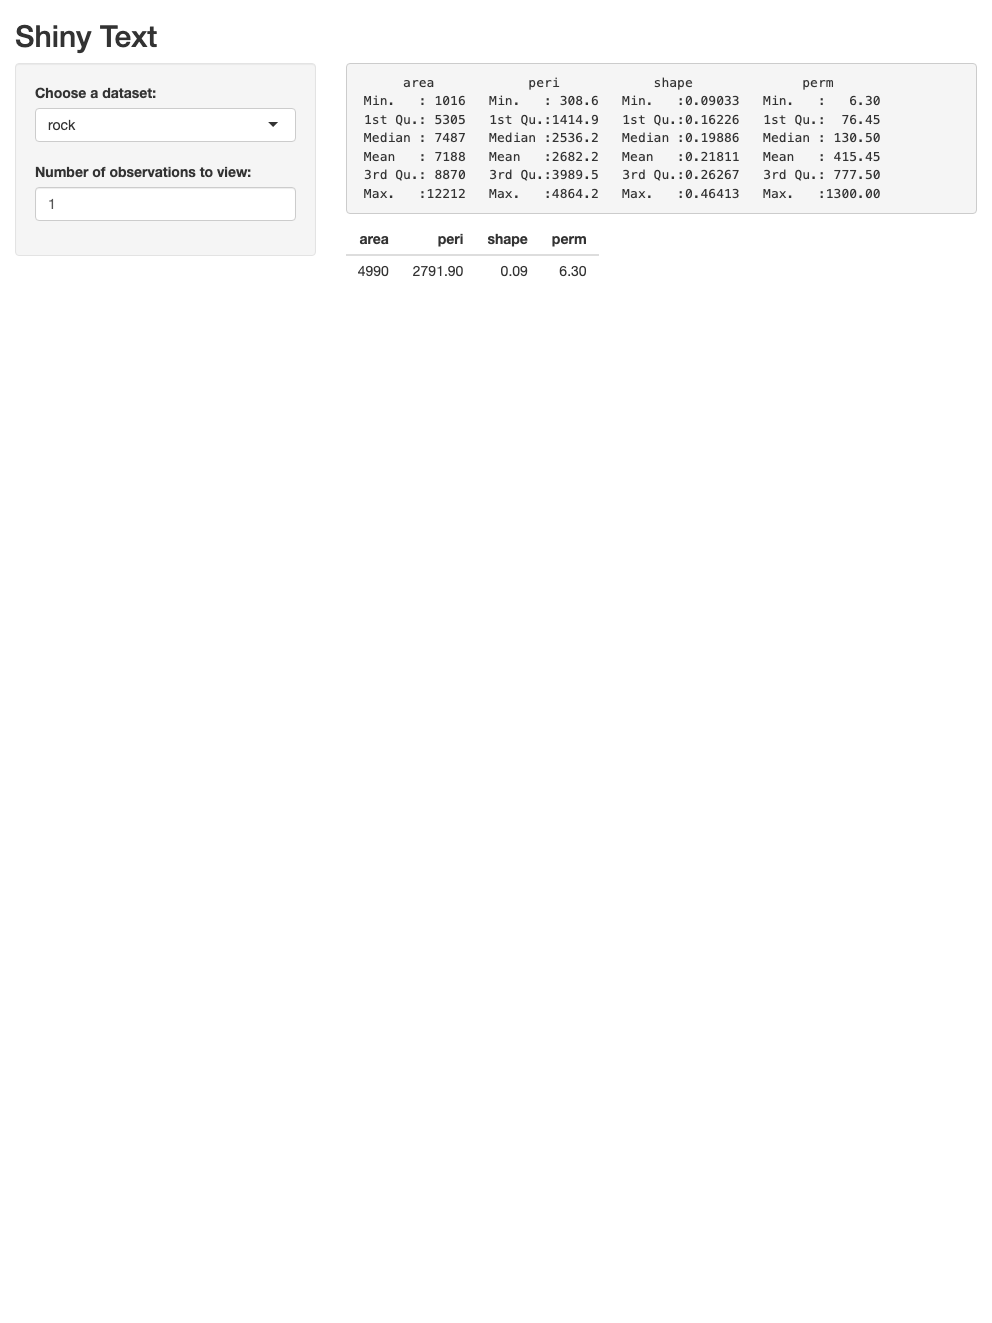 Shiny Text
Choose a dataset:
rock
Number of observations to view:
1
area peri shape perm
Min. : 1016 Min. : 308.6 Min. :0.09033 Min. : 6.30
1st Qu.: 5305 1st Qu.:1414.9 1st Qu.:0.16226 1st Qu.: 76.45
Median : 7487 Median :2536.2 Median :0.19886 Median : 130.50
Mean : 7188 Mean :2682.2 Mean :0.21811 Mean : 415.45
3rd Qu.: 8870 3rd Qu.:3989.5 3rd Qu.:0.26267 3rd Qu.: 777.50
Max. :12212 Max. :4864.2 Max. :0.46413 Max. :1300.00
area peri shape perm
4990 2791.90 0.09 6.30